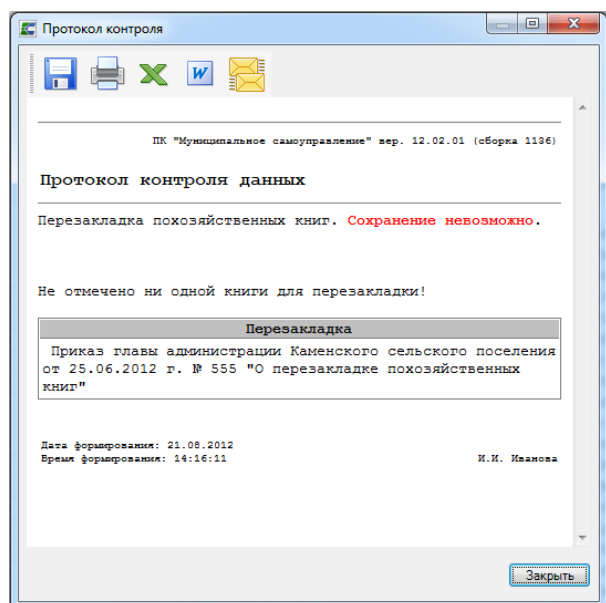 Протокол контроля
ПК "Муниципальное самоуправление" вер. 12.02.01 (сборка 1136)
Протокол контроля данных
Перезакладка похозяйственных книг. Сохранение невозможно.
Не отмечено ни одной книги для перезакладки!
Перезакладка
Приказ главы администрации Каменского сельского поселения
от 25.06.2012 г. № 555 "О перезакладке похозяйственных
книг"
Дата формирования: 21.08.2012
Время формирования: 14:16:11 И.И. Иванова
Закрыть